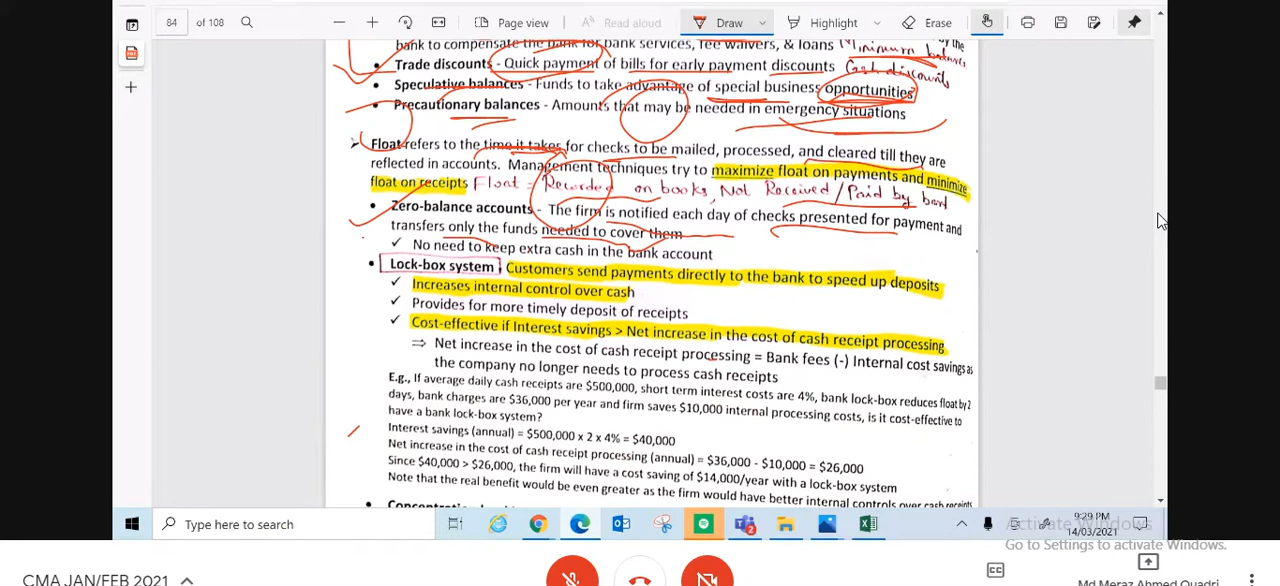 84 of 108
Page view
Read aloud
Draw
Highlight
Erase
bank to compensate the bank for bank services, fee waivers, & loans Minimum balances
• Trade discounts - Quick payment of bills for early payment discounts Cash discounts
• Speculative balances - Funds to take advantage of special business opportunities
• Precautionary balances - Amounts that may be needed in emergency situations
➢ Float refers to the time it takes for checks to be mailed, processed, and cleared till they are
reflected in accounts. Management techniques try to maximize float on payments and minimize
float on receipts Float = Recorded on books, Not Received / Paid by bank
• Zero-balance accounts - The firm is notified each day of checks presented for payment and
transfers only the funds needed to cover them
✓ No need to keep extra cash in the bank account
• Lock-box system Customers send payments directly to the bank to speed up deposits
✓ Increases internal control over cash
✓ Provides for more timely deposit of receipts
✓ Cost-effective if Interest savings > Net increase in the cost of cash receipt processing
⇒ Net increase in the cost of cash receipt processing = Bank fees (-) Internal cost savings as
the company no longer needs to process cash receipts
E.g., If average daily cash receipts are $500,000, short term interest costs are 4%, bank lock-box reduces float by 2
days, bank charges are $36,000 per year and firm saves $10,000 internal processing costs, is it cost-effective to
have a bank lock-box system?
Interest savings (annual) = $500,000 x 2 x 4% = $40,000
Net increase in the cost of cash receipt processing (annual) = $36,000 - $10,000 = $26,000
Since $40,000 > $26,000, the firm will have a cost saving of $14,000/year with a lock-box system
Note that the real benefit would be even greater as the firm would have better internal controls over cash receipts
Activate Windows
Go to Settings to activate Windows.
Type here to search
9:29 PM
14/03/2021
CMA JAN/FEB 2021
Md Meraz Ahmed Quadri